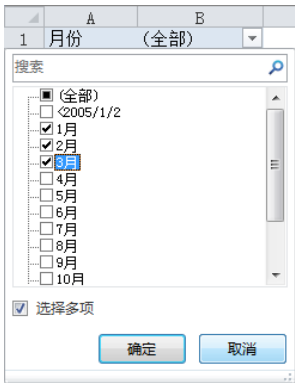 A B
1 月份 (全部)
搜索
(全部)
<2005/1/2
1月
2月
3月
4月
5月
6月
7月
8月
9月
10月
选择多项
确定 取消